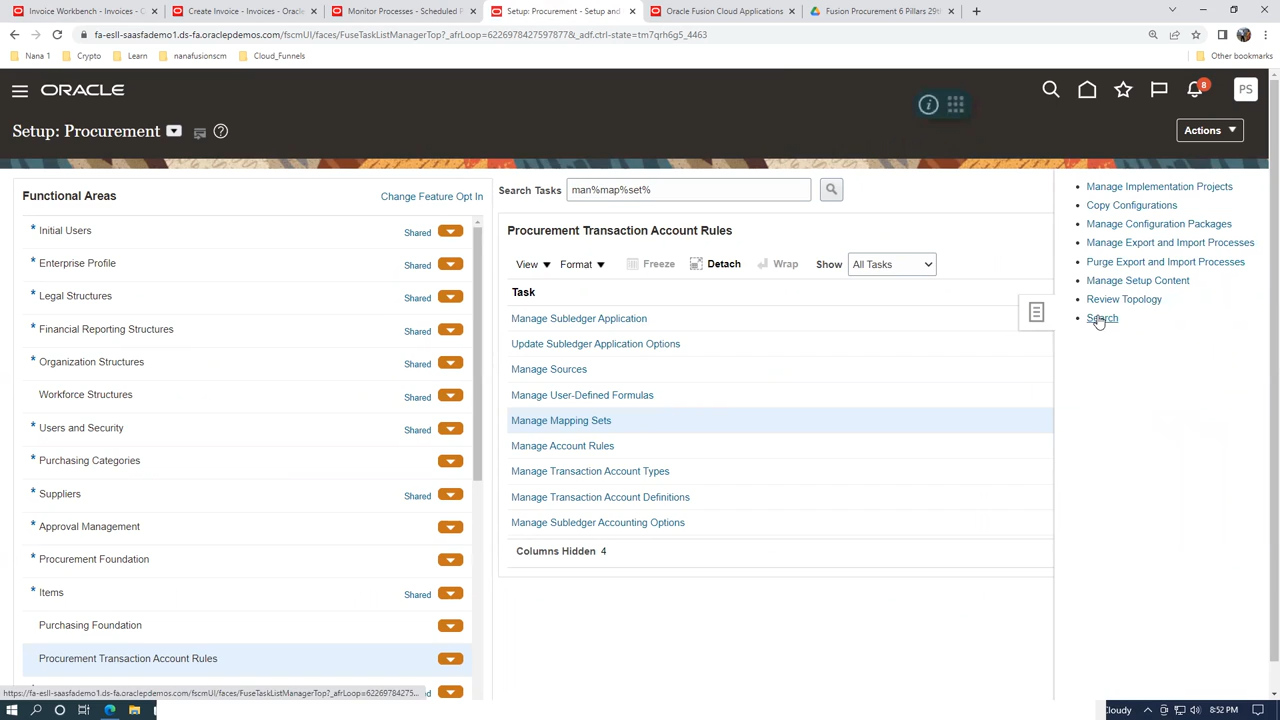 Invoice Workbench - Invoices - C
Create Invoice - Invoices - Oracle
Monitor Processes - Scheduled P
Setup: Procurement - Setup and
Oracle Fusion Cloud Applications
Fusion Procurement 6 Pillars 29th
fa-esll-saasfademo1.ds-fa.oraclepdemos.com/fscmUI/faces/FuseTaskListManagerTop?_afrLoop=62269784275978778&_adf.ctrl-state=tm7qrh6g5_4463
Nana 1 Crypto Learn nanafusionscm Cloud_Funnels Other bookmarks
ORACLE 8 PS
Setup: Procurement Actions
Functional Areas
Change Feature Opt In
Initial Users Shared
Enterprise Profile Shared
Legal Structures Shared
Financial Reporting Structures Shared
Organization Structures Shared
Workforce Structures Shared
Users and Security Shared
Purchasing Categories
Suppliers Shared
Approval Management
Procurement Foundation
Items Shared
Purchasing Foundation
Procurement Transaction Account Rules
Search Tasks man%map%set%
Procurement Transaction Account Rules
View Format Freeze Detach Wrap Show All Tasks
Task
Manage Subledger Application
Update Subledger Application Options
Manage Sources
Manage User-Defined Formulas
Manage Mapping Sets
Manage Account Rules
Manage Transaction Account Types
Manage Transaction Account Definitions
Manage Subledger Accounting Options
Columns Hidden 4
Manage Implementation Projects
Copy Configurations
Manage Configuration Packages
Manage Export and Import Processes
Purge Export and Import Processes
Manage Setup Content
Review Topology
Search
https://fa-esll-saasfademo1.ds-fa.oraclepdemos.com/fscmUI/faces/FuseTaskListManagerTop?_afrLoop=62269784275...
Cloudy 8:52 PM